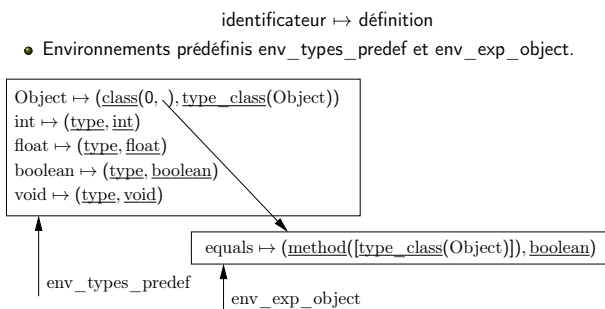 identificateur ↦ définition
Environnements prédéfinis env_types_predef et env_exp_object.
Object ↦ (class(0, ),type_class(Object))
int ↦ (type, int)
float ↦ (type, float)
boolean ↦ (type, boolean)
void ↦ (type, void)
equals ↦ (method([type_class(Object)]), boolean)
env_types_predef
env_exp_object